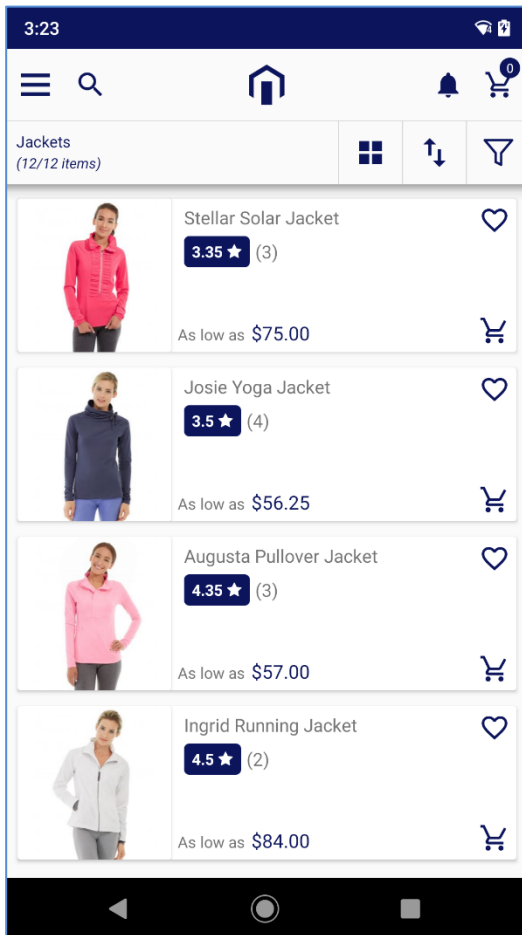 3:23
0
Jackets
(12/12 items)
Stellar Solar Jacket
3.35 ★ (3)
As low as $75.00
Josie Yoga Jacket
3.5 ★ (4)
As low as $56.25
Augusta Pullover Jacket
4.35 ★ (3)
As low as $57.00
Ingrid Running Jacket
4.5 ★ (2)
As low as $84.00